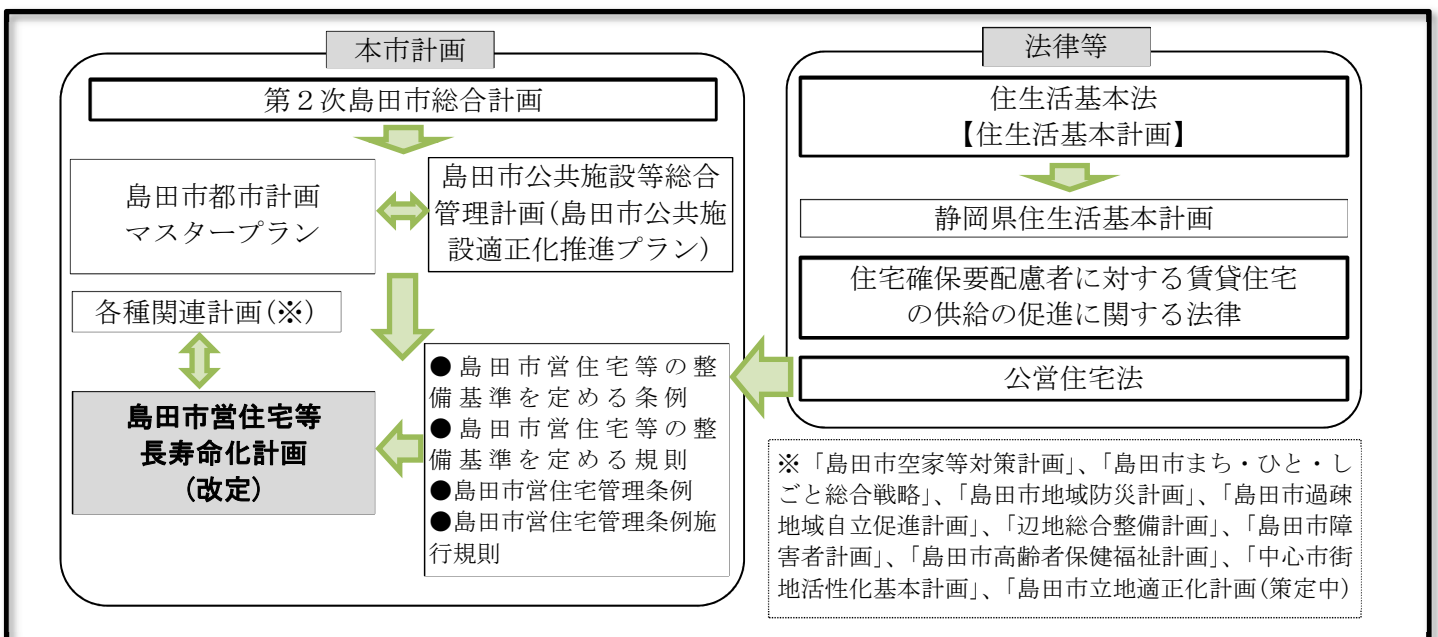 本市計画
第２次島田市総合計画
島田市都市計画
マスタープラン
島田市公共施設等総合
管理計画(島田市公共施
設適正化推進プラン)
各種関連計画(※)
島田市営住宅等
長寿命化計画
(改定)
●島田市営住宅等の整
備基準を定める条例
●島田市営住宅等の整
備基準を定める規則
●島田市営住宅管理条例
●島田市営住宅管理条例施
行規則
法律等
住生活基本法
【住生活基本計画】
静岡県住生活基本計画
住宅確保要配慮者に対する賃貸住宅
の供給の促進に関する法律
公営住宅法
※「島田市空家等対策計画」、「島田市まち・ひと・し
ごと総合戦略」、「島田市地域防災計画」、「島田市過疎
地域自立促進計画」、「辺地総合整備計画」、「島田市障
害者計画」、「島田市高齢者保健福祉計画」、「中心市街
地活性化基本計画」、「島田市立地適正化計画(策定中)